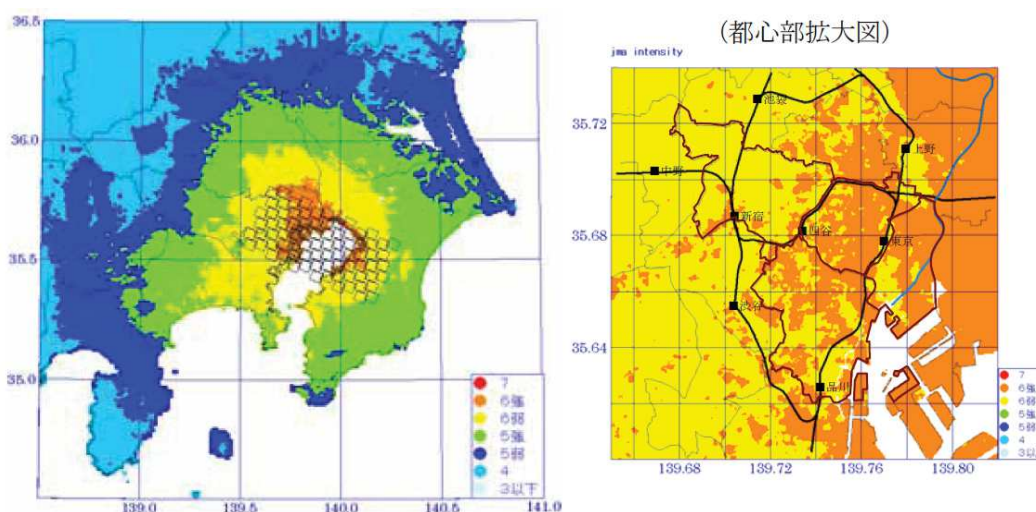 36.5
36.0
35.5
35.0
139.0 139.5 140.0 140.5 141.0
7
6強
6弱
5強
5弱
4
3以下
(都心部拡大図)
jma intensity
35.72
35.68
35.64
139.68 139.72 139.76 139.80
池袋
上野
中野
新宿
四谷
東京
渋谷
品川
7
6強
6弱
5強
5弱
4
3以下